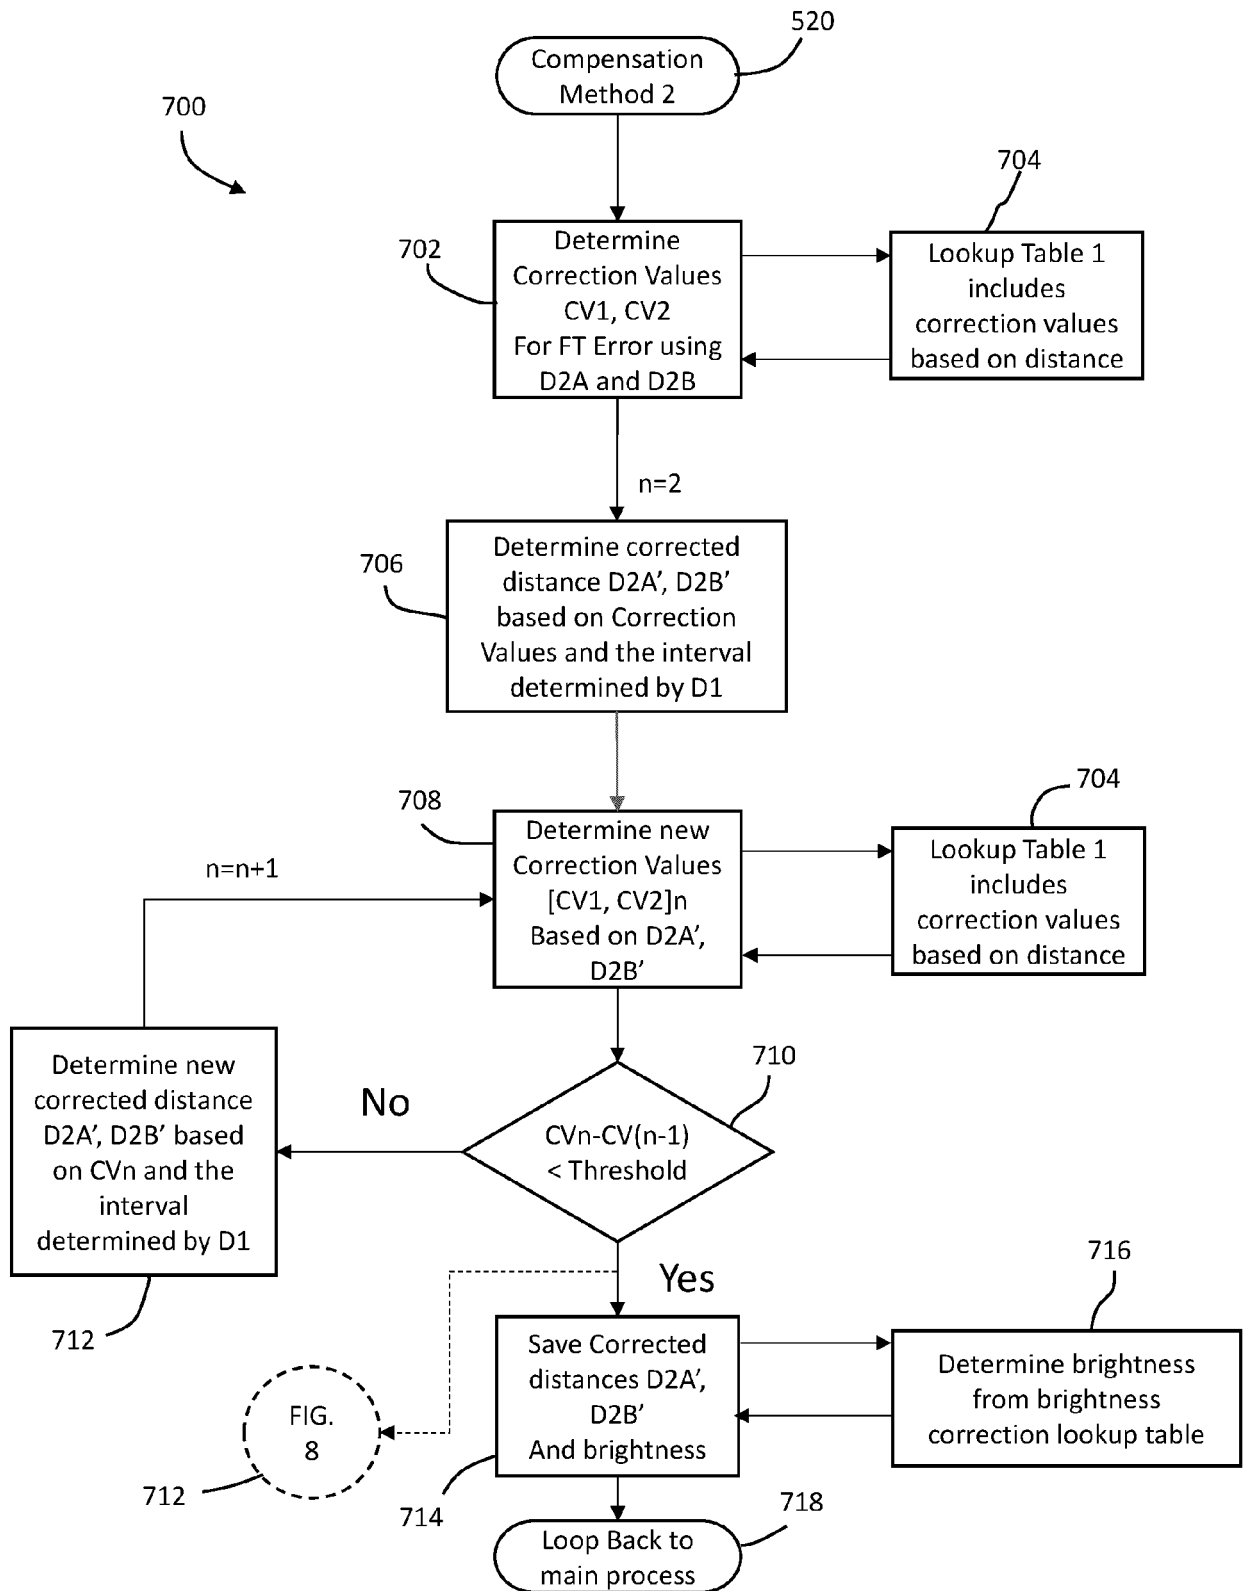 520
Compensation
Method 2
700
704
702
Determine
Correction Values
CV1, CV2
For FT Error using
D2A and D2B
Lookup Table 1
includes
correction values
based on distance
n=2
706
Determine corrected
distance D2A’, D2B’
based on Correction
Values and the interval
determined by D1
704
708
Determine new
Correction Values
[CV1, CV2]n
Based on D2A’,
D2B’
Lookup Table 1
includes
correction values
based on distance
n=n+1
710
Determine new
corrected distance
D2A’, D2B’ based
on CVn and the
interval
determined by D1
No
CVn-CV(n-1)
< Threshold
712
Yes
716
Save Corrected
distances D2A’,
D2B’
And brightness
Determine brightness
from brightness
correction lookup table
FIG.
8
712
714
718
Loop Back to
main process